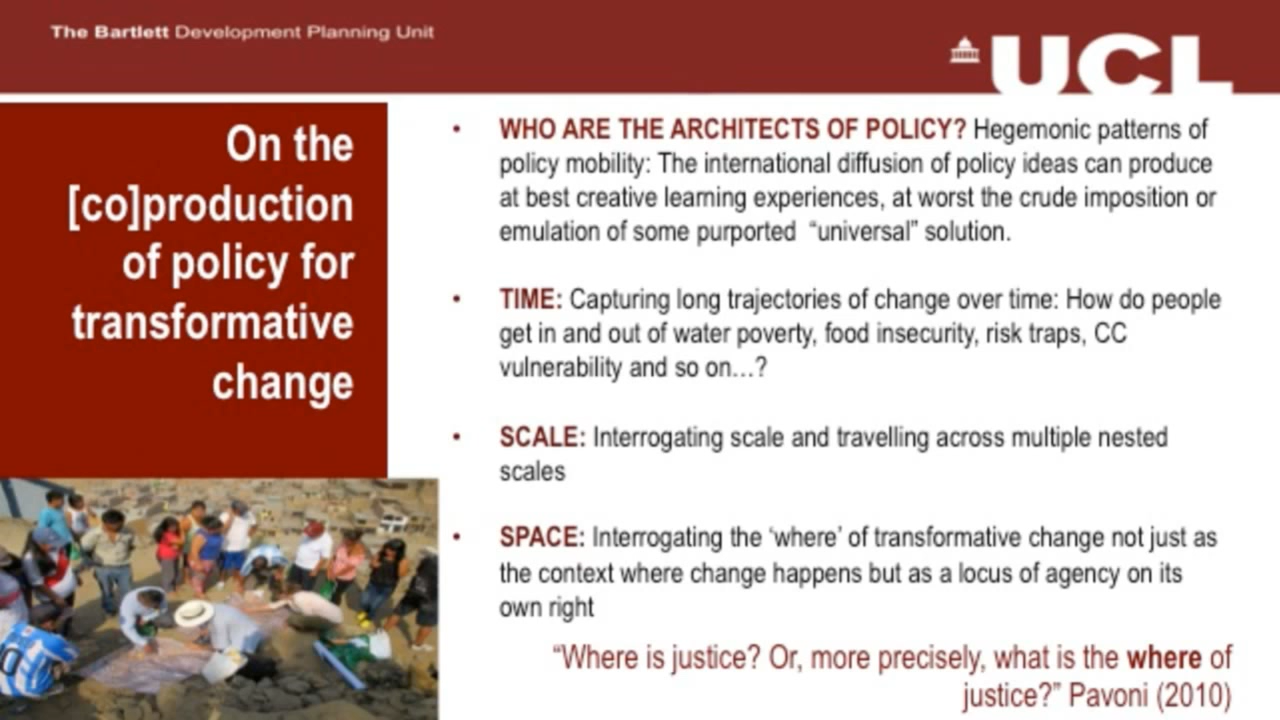 The Bartlett Development Planning Unit
UCL
On the
[co]production
of policy for
transformative
change
• WHO ARE THE ARCHITECTS OF POLICY? Hegemonic patterns of
policy mobility: The international diffusion of policy ideas can produce
at best creative learning experiences, at worst the crude imposition or
emulation of some purported “universal” solution.
• TIME: Capturing long trajectories of change over time: How do people
get in and out of water poverty, food insecurity, risk traps, CC
vulnerability and so on…?
• SCALE: Interrogating scale and travelling across multiple nested
scales
• SPACE: Interrogating the ‘where’ of transformative change not just as
the context where change happens but as a locus of agency on its
own right
“Where is justice? Or, more precisely, what is the where of
justice?” Pavoni (2010)